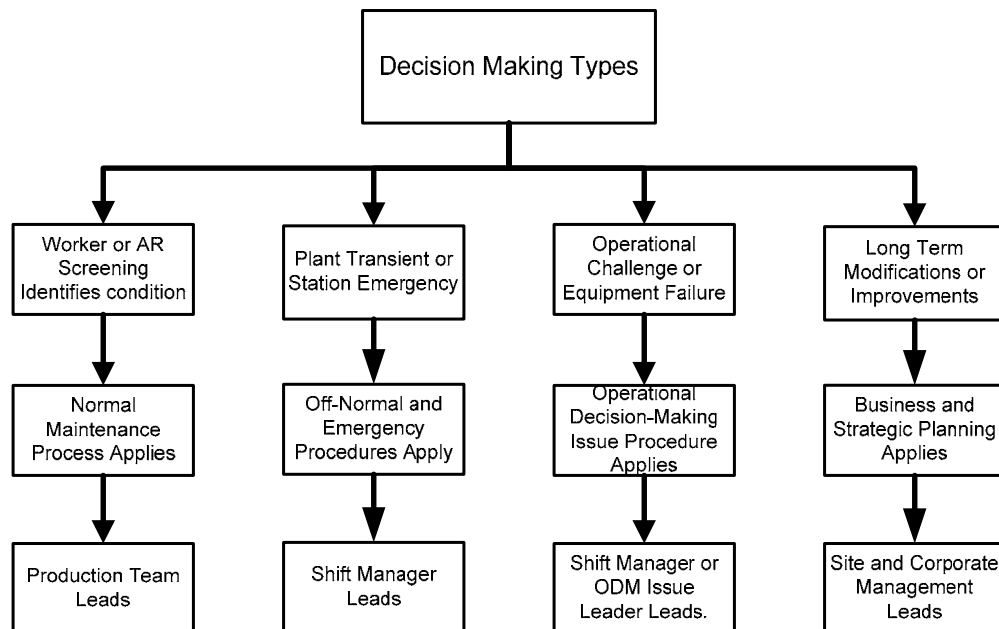 Decision Making Types
Worker or AR
Screening
Identifies condition
Plant Transient or
Station Emergency
Operational
Challenge or
Equipment Failure
Long Term
Modifications or
Improvements
Normal
Maintenance
Process Applies
Off-Normal and
Emergency
Procedures Apply
Operational
Decision-Making
Issue Procedure
Applies
Business and
Strategic Planning
Applies
Production Team
Leads
Shift Manager
Leads
Shift Manager or
ODM Issue
Leader Leads.
Site and Corporate
Management
Leads